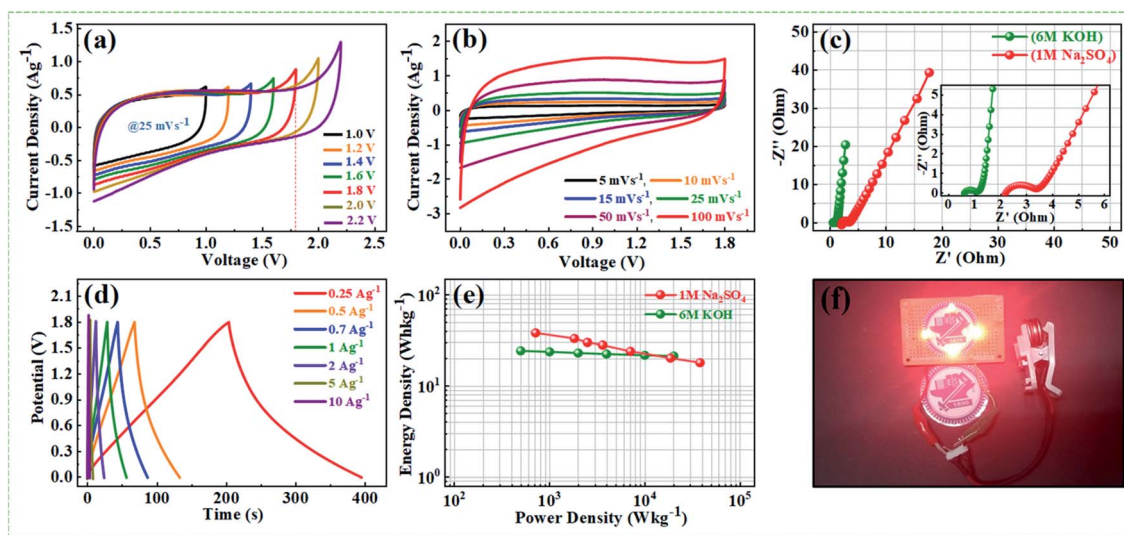 (a)
Current Density (Ag⁻¹)
1.5
1.0
0.5
0.0
-0.5
-1.0
-1.5
@25 mVs⁻¹
1.0 V
1.2 V
1.4 V
1.6 V
1.8 V
2.0 V
2.2 V
0.0 0.5 1.0 1.5 2.0 2.5
Voltage (V)
(b)
Current Density (Ag⁻¹)
2
1
0
-1
-2
-3
5 mVs⁻¹, 10 mVs⁻¹
15 mVs⁻¹, 25 mVs⁻¹
50 mVs⁻¹, 100 mVs⁻¹
0.0 0.3 0.6 0.9 1.2 1.5 1.8
Voltage (V)
(c)
(6M KOH)
(1M Na₂SO₄)
-Z'' (Ohm)
50
40
30
20
10
0
-Z'' (Ohm)
5
4
3
2
1
0
0 1 2 3 4 5 6
Z' (Ohm)
0 10 20 30 40 50
Z' (Ohm)
(d)
Potential (V)
2.1
1.8
1.5
1.2
0.9
0.6
0.3
0.0
0.25 Ag⁻¹
0.5 Ag⁻¹
0.7 Ag⁻¹
1 Ag⁻¹
2 Ag⁻¹
5 Ag⁻¹
10 Ag⁻¹
0 100 200 300 400
Time (s)
(e)
Energy Density (Whkg⁻¹)
10²
10¹
10⁰
1M Na₂SO₄
6M KOH
10² 10³ 10⁴ 10⁵
Power Density (Wkg⁻¹)
(f)